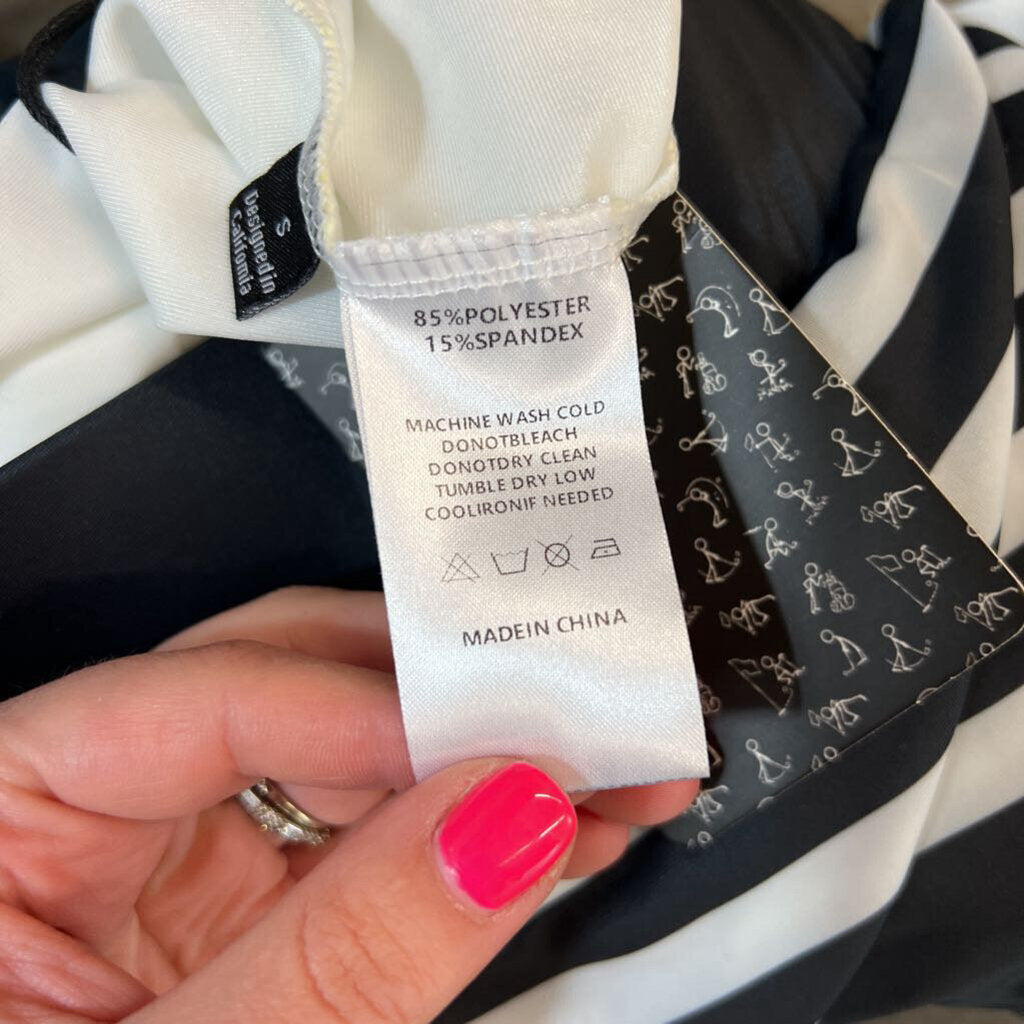 S
Designed in
California
85%POLYESTER
15%SPANDEX
MACHINE WASH COLD
DONOTBLEACH
DONOTDRY CLEAN
TUMBLE DRY LOW
COOLIRONIF NEEDED
MADEIN CHINA